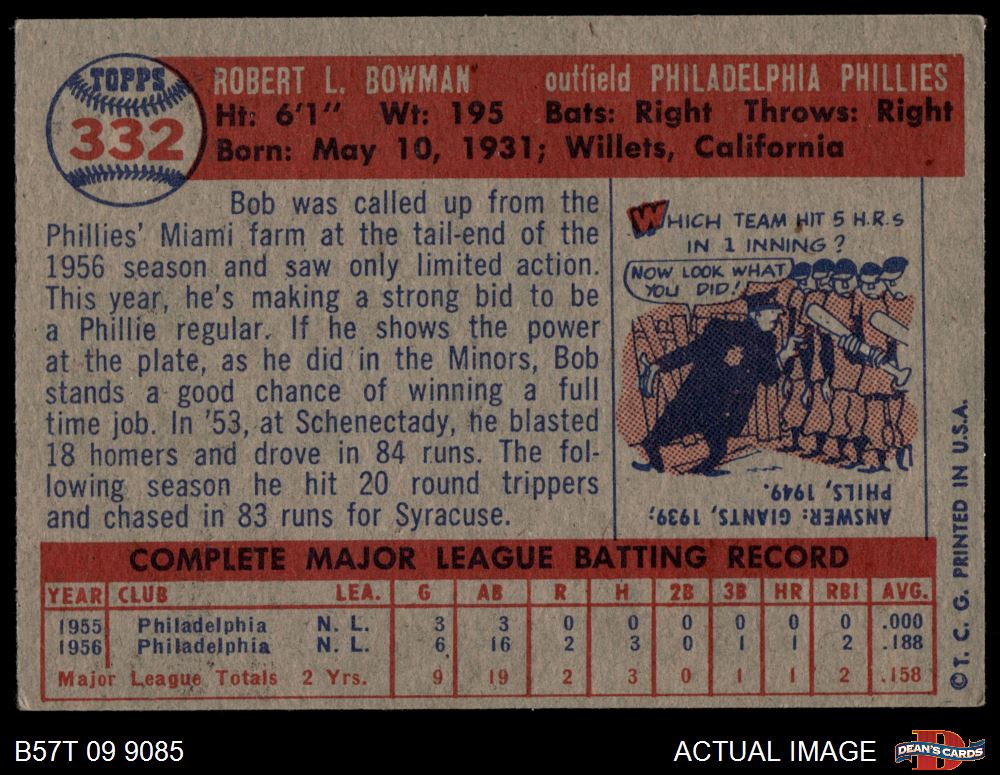 TOPPS
332
ROBERT L. BOWMAN outfield PHILADELPHIA PHILLIES
Ht: 6'1" Wt: 195 Bats: Right Throws: Right
Born: May 10, 1931; Willets, California
Bob was called up from the
Phillies' Miami farm at the tail-end of the
1956 season and saw only limited action.
This year, he's making a strong bid to be
a Phillie regular. If he shows the power
at the plate, as he did in the Minors, Bob
stands a good chance of winning a full
time job. In '53, at Schenectady, he blasted
18 homers and drove in 84 runs. The fol-
lowing season he hit 20 round trippers
and chased in 83 runs for Syracuse.
WHICH TEAM HIT 5 H.R.s
IN 1 INNING?
NOW LOOK WHAT
YOU DID!
ANSWER: GIANTS, 1939;
PHILS, 1949.
COMPLETE MAJOR LEAGUE BATTING RECORD
YEAR CLUB LEA. G AB R H 2B 3B HR RBI AVG.
1955 Philadelphia N. L. 3 3 0 0 0 0 0 0 .000
1956 Philadelphia N. L. 6 16 2 3 0 1 1 2 .188
Major League Totals 2 Yrs. 9 19 2 3 0 1 1 2 .158
© T. C. G. PRINTED IN U.S.A.
B57T 09 9085
ACTUAL IMAGE
D
DEAN'S CARDS